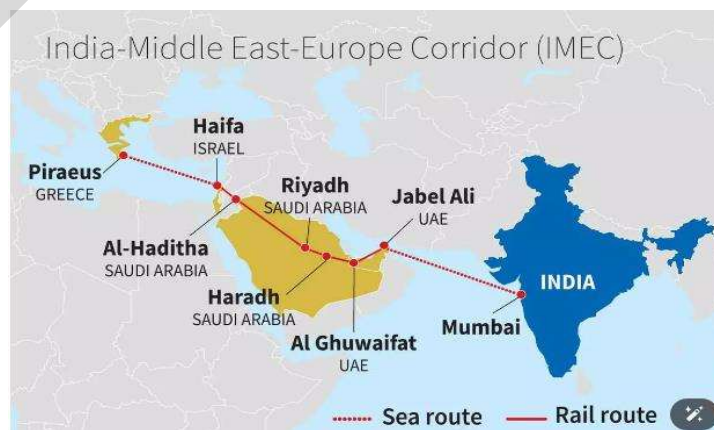 India-Middle East-Europe Corridor (IMEC)
Haifa
ISRAEL
Piraeus
GREECE
Riyadh
SAUDI ARABIA
Jabel Ali
UAE
Al-Haditha
SAUDI ARABIA
Haradh
SAUDI ARABIA
Al Ghuwaifat
UAE
INDIA
Mumbai
Sea route
Rail route